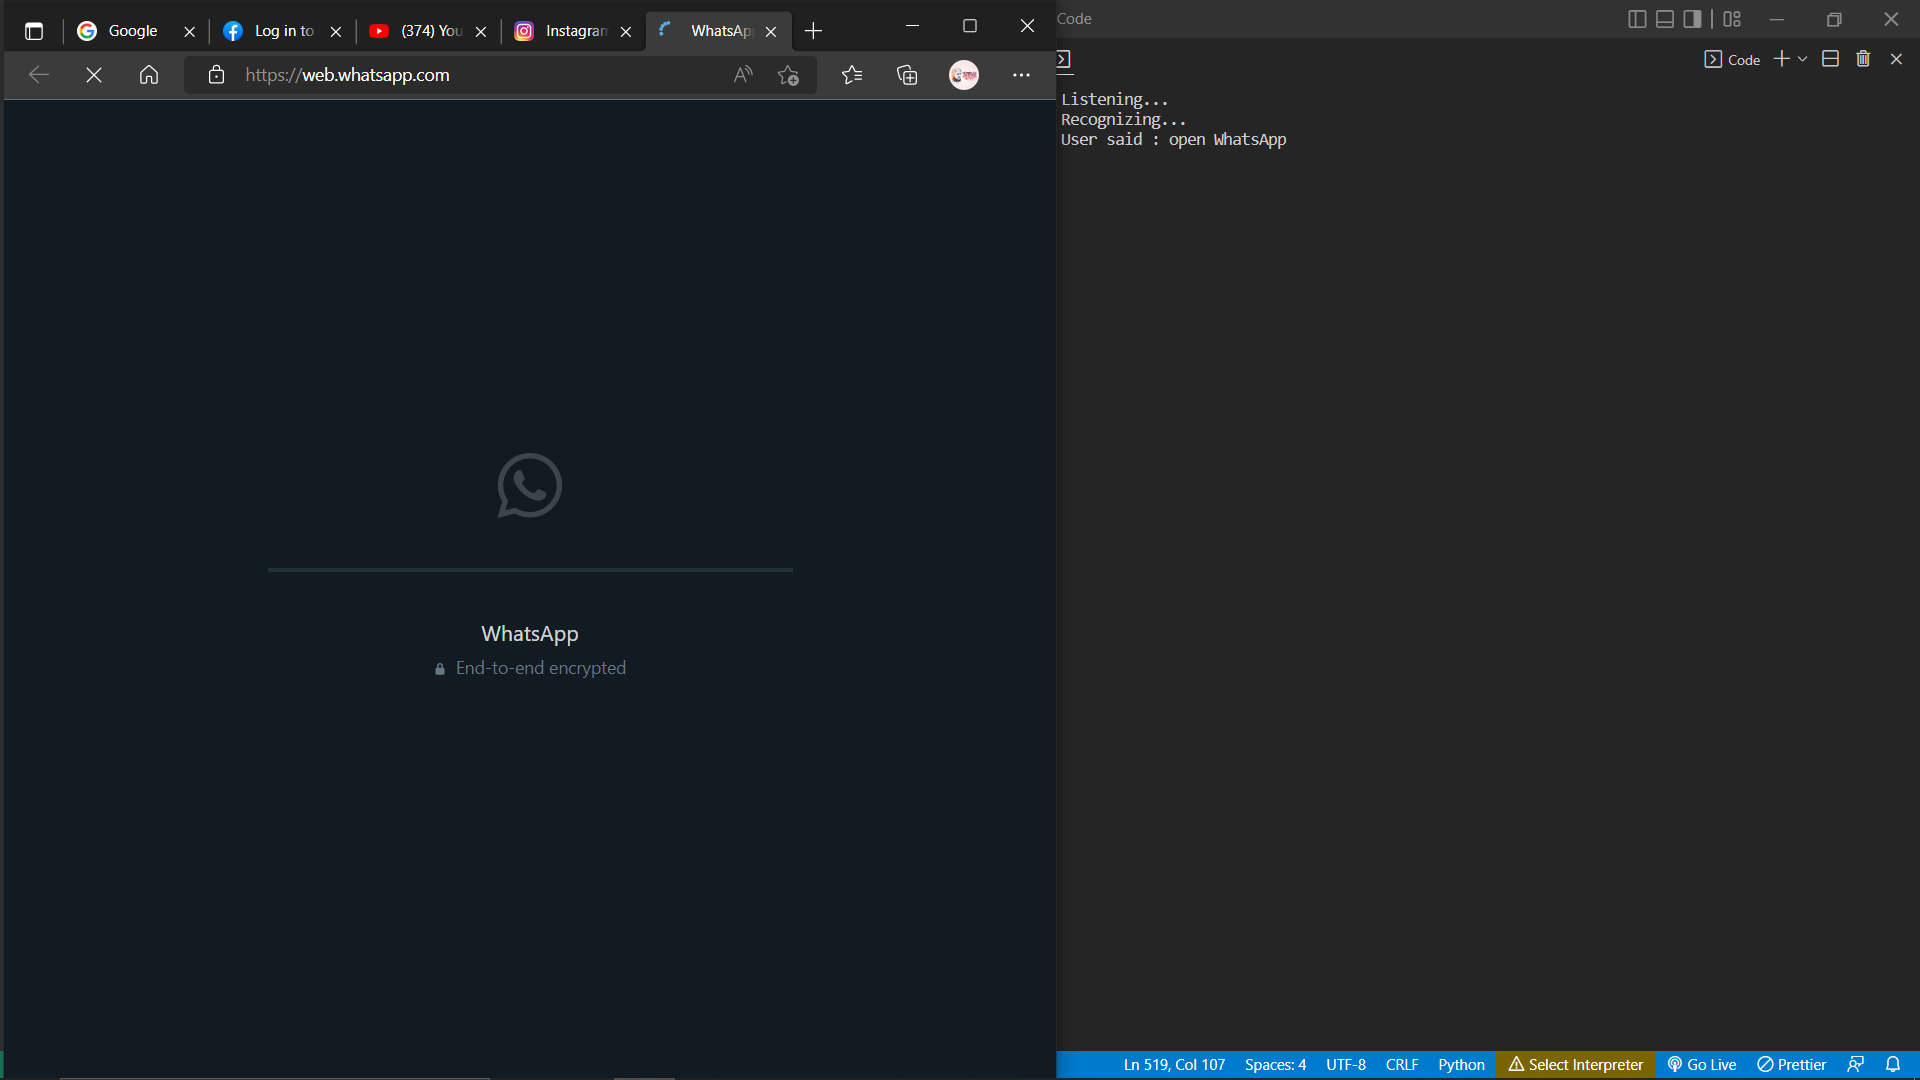 Google
Log in to
(374) You
Instagram
WhatsApp
https://web.whatsapp.com
WhatsApp
End-to-end encrypted
Code
Code
Listening...
Recognizing...
User said : open WhatsApp
Ln 519, Col 107
Spaces: 4
UTF-8
CRLF
Python
Select Interpreter
Go Live
Prettier